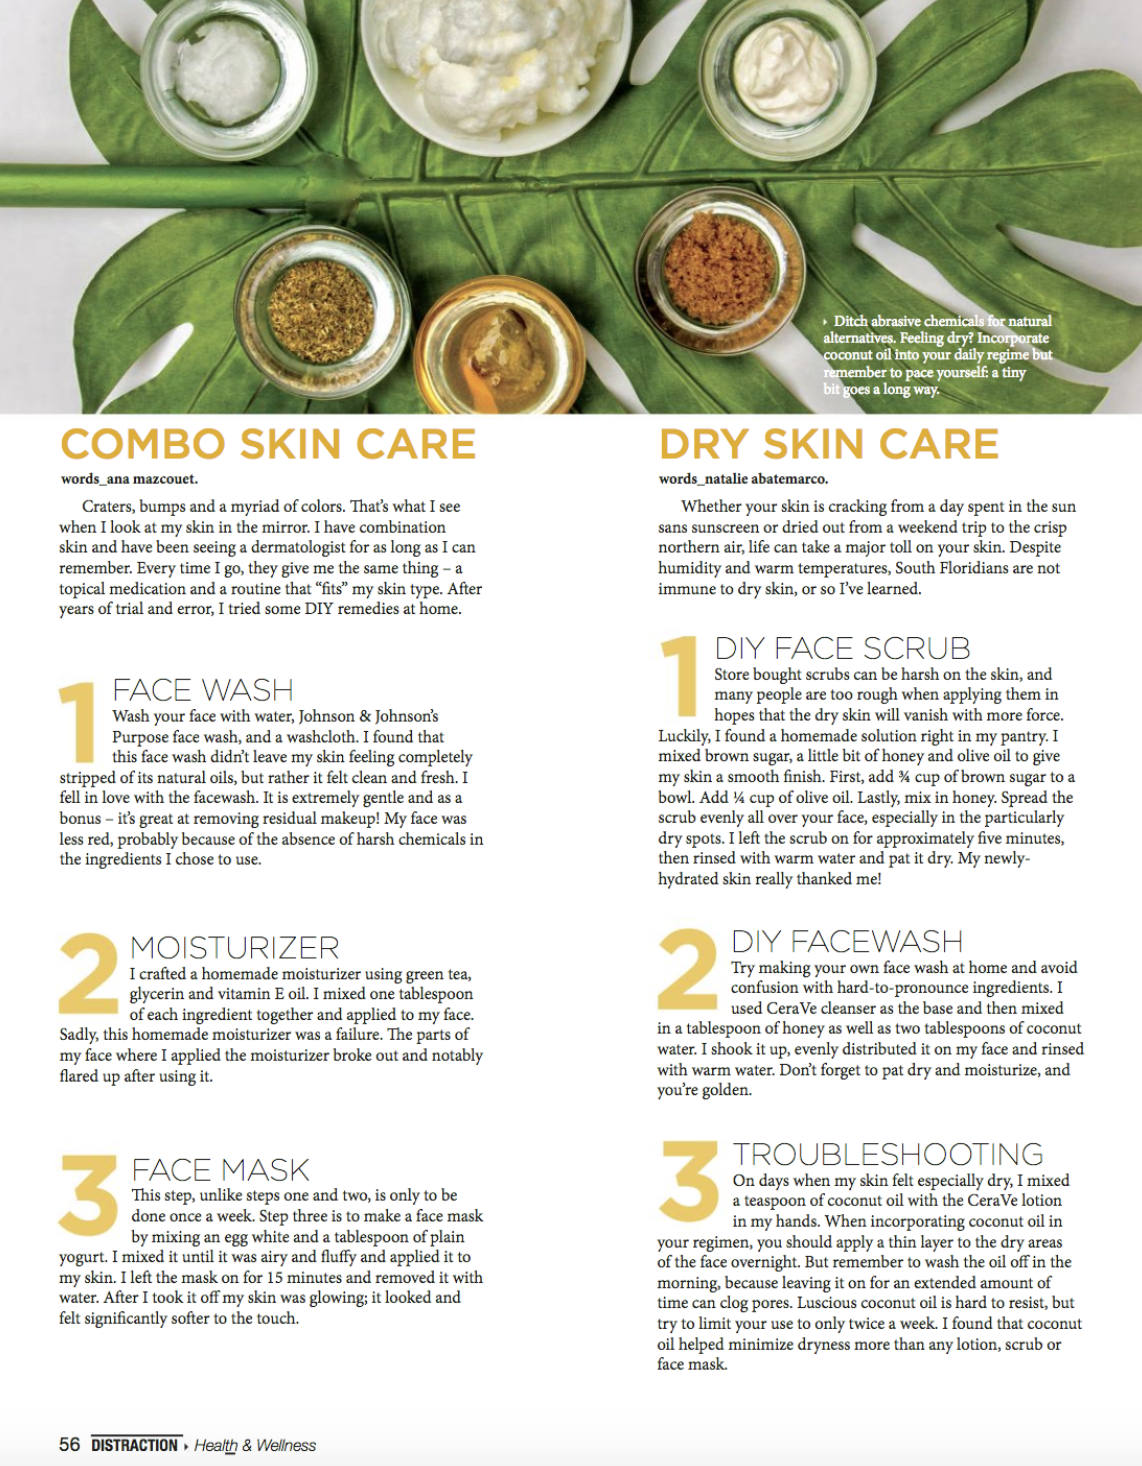 › Ditch abrasive chemicals for natural
alternatives. Feeling dry? Incorporate
coconut oil into your daily regime but
remember to pace yourself: a tiny
bit goes a long way.
COMBO SKIN CARE
words_ana mazcouet.
Craters, bumps and a myriad of colors. That’s what I see
when I look at my skin in the mirror. I have combination
skin and have been seeing a dermatologist for as long as I can
remember. Every time I go, they give me the same thing – a
topical medication and a routine that “fits” my skin type. After
years of trial and error, I tried some DIY remedies at home.
1 FACE WASH
Wash your face with water, Johnson & Johnson’s
Purpose face wash, and a washcloth. I found that
this face wash didn’t leave my skin feeling completely
stripped of its natural oils, but rather it felt clean and fresh. I
fell in love with the facewash. It is extremely gentle and as a
bonus – it’s great at removing residual makeup! My face was
less red, probably because of the absence of harsh chemicals in
the ingredients I chose to use.
2 MOISTURIZER
I crafted a homemade moisturizer using green tea,
glycerin and vitamin E oil. I mixed one tablespoon
of each ingredient together and applied to my face.
Sadly, this homemade moisturizer was a failure. The parts of
my face where I applied the moisturizer broke out and notably
flared up after using it.
3 FACE MASK
This step, unlike steps one and two, is only to be
done once a week. Step three is to make a face mask
by mixing an egg white and a tablespoon of plain
yogurt. I mixed it until it was airy and fluffy and applied it to
my skin. I left the mask on for 15 minutes and removed it with
water. After I took it off my skin was glowing; it looked and
felt significantly softer to the touch.
DRY SKIN CARE
words_natalie abatemarco.
Whether your skin is cracking from a day spent in the sun
sans sunscreen or dried out from a weekend trip to the crisp
northern air, life can take a major toll on your skin. Despite
humidity and warm temperatures, South Floridians are not
immune to dry skin, or so I’ve learned.
1 DIY FACE SCRUB
Store bought scrubs can be harsh on the skin, and
many people are too rough when applying them in
hopes that the dry skin will vanish with more force.
Luckily, I found a homemade solution right in my pantry. I
mixed brown sugar, a little bit of honey and olive oil to give
my skin a smooth finish. First, add ¾ cup of brown sugar to a
bowl. Add ¼ cup of olive oil. Lastly, mix in honey. Spread the
scrub evenly all over your face, especially in the particularly
dry spots. I left the scrub on for approximately five minutes,
then rinsed with warm water and pat it dry. My newly-
hydrated skin really thanked me!
2 DIY FACEWASH
Try making your own face wash at home and avoid
confusion with hard-to-pronounce ingredients. I
used CeraVe cleanser as the base and then mixed
in a tablespoon of honey as well as two tablespoons of coconut
water. I shook it up, evenly distributed it on my face and rinsed
with warm water. Don’t forget to pat dry and moisturize, and
you’re golden.
3 TROUBLESHOOTING
On days when my skin felt especially dry, I mixed
a teaspoon of coconut oil with the CeraVe lotion
in my hands. When incorporating coconut oil in
your regimen, you should apply a thin layer to the dry areas
of the face overnight. But remember to wash the oil off in the
morning, because leaving it on for an extended amount of
time can clog pores. Luscious coconut oil is hard to resist, but
try to limit your use to only twice a week. I found that coconut
oil helped minimize dryness more than any lotion, scrub or
face mask.
56 DISTRACTION › Health & Wellness